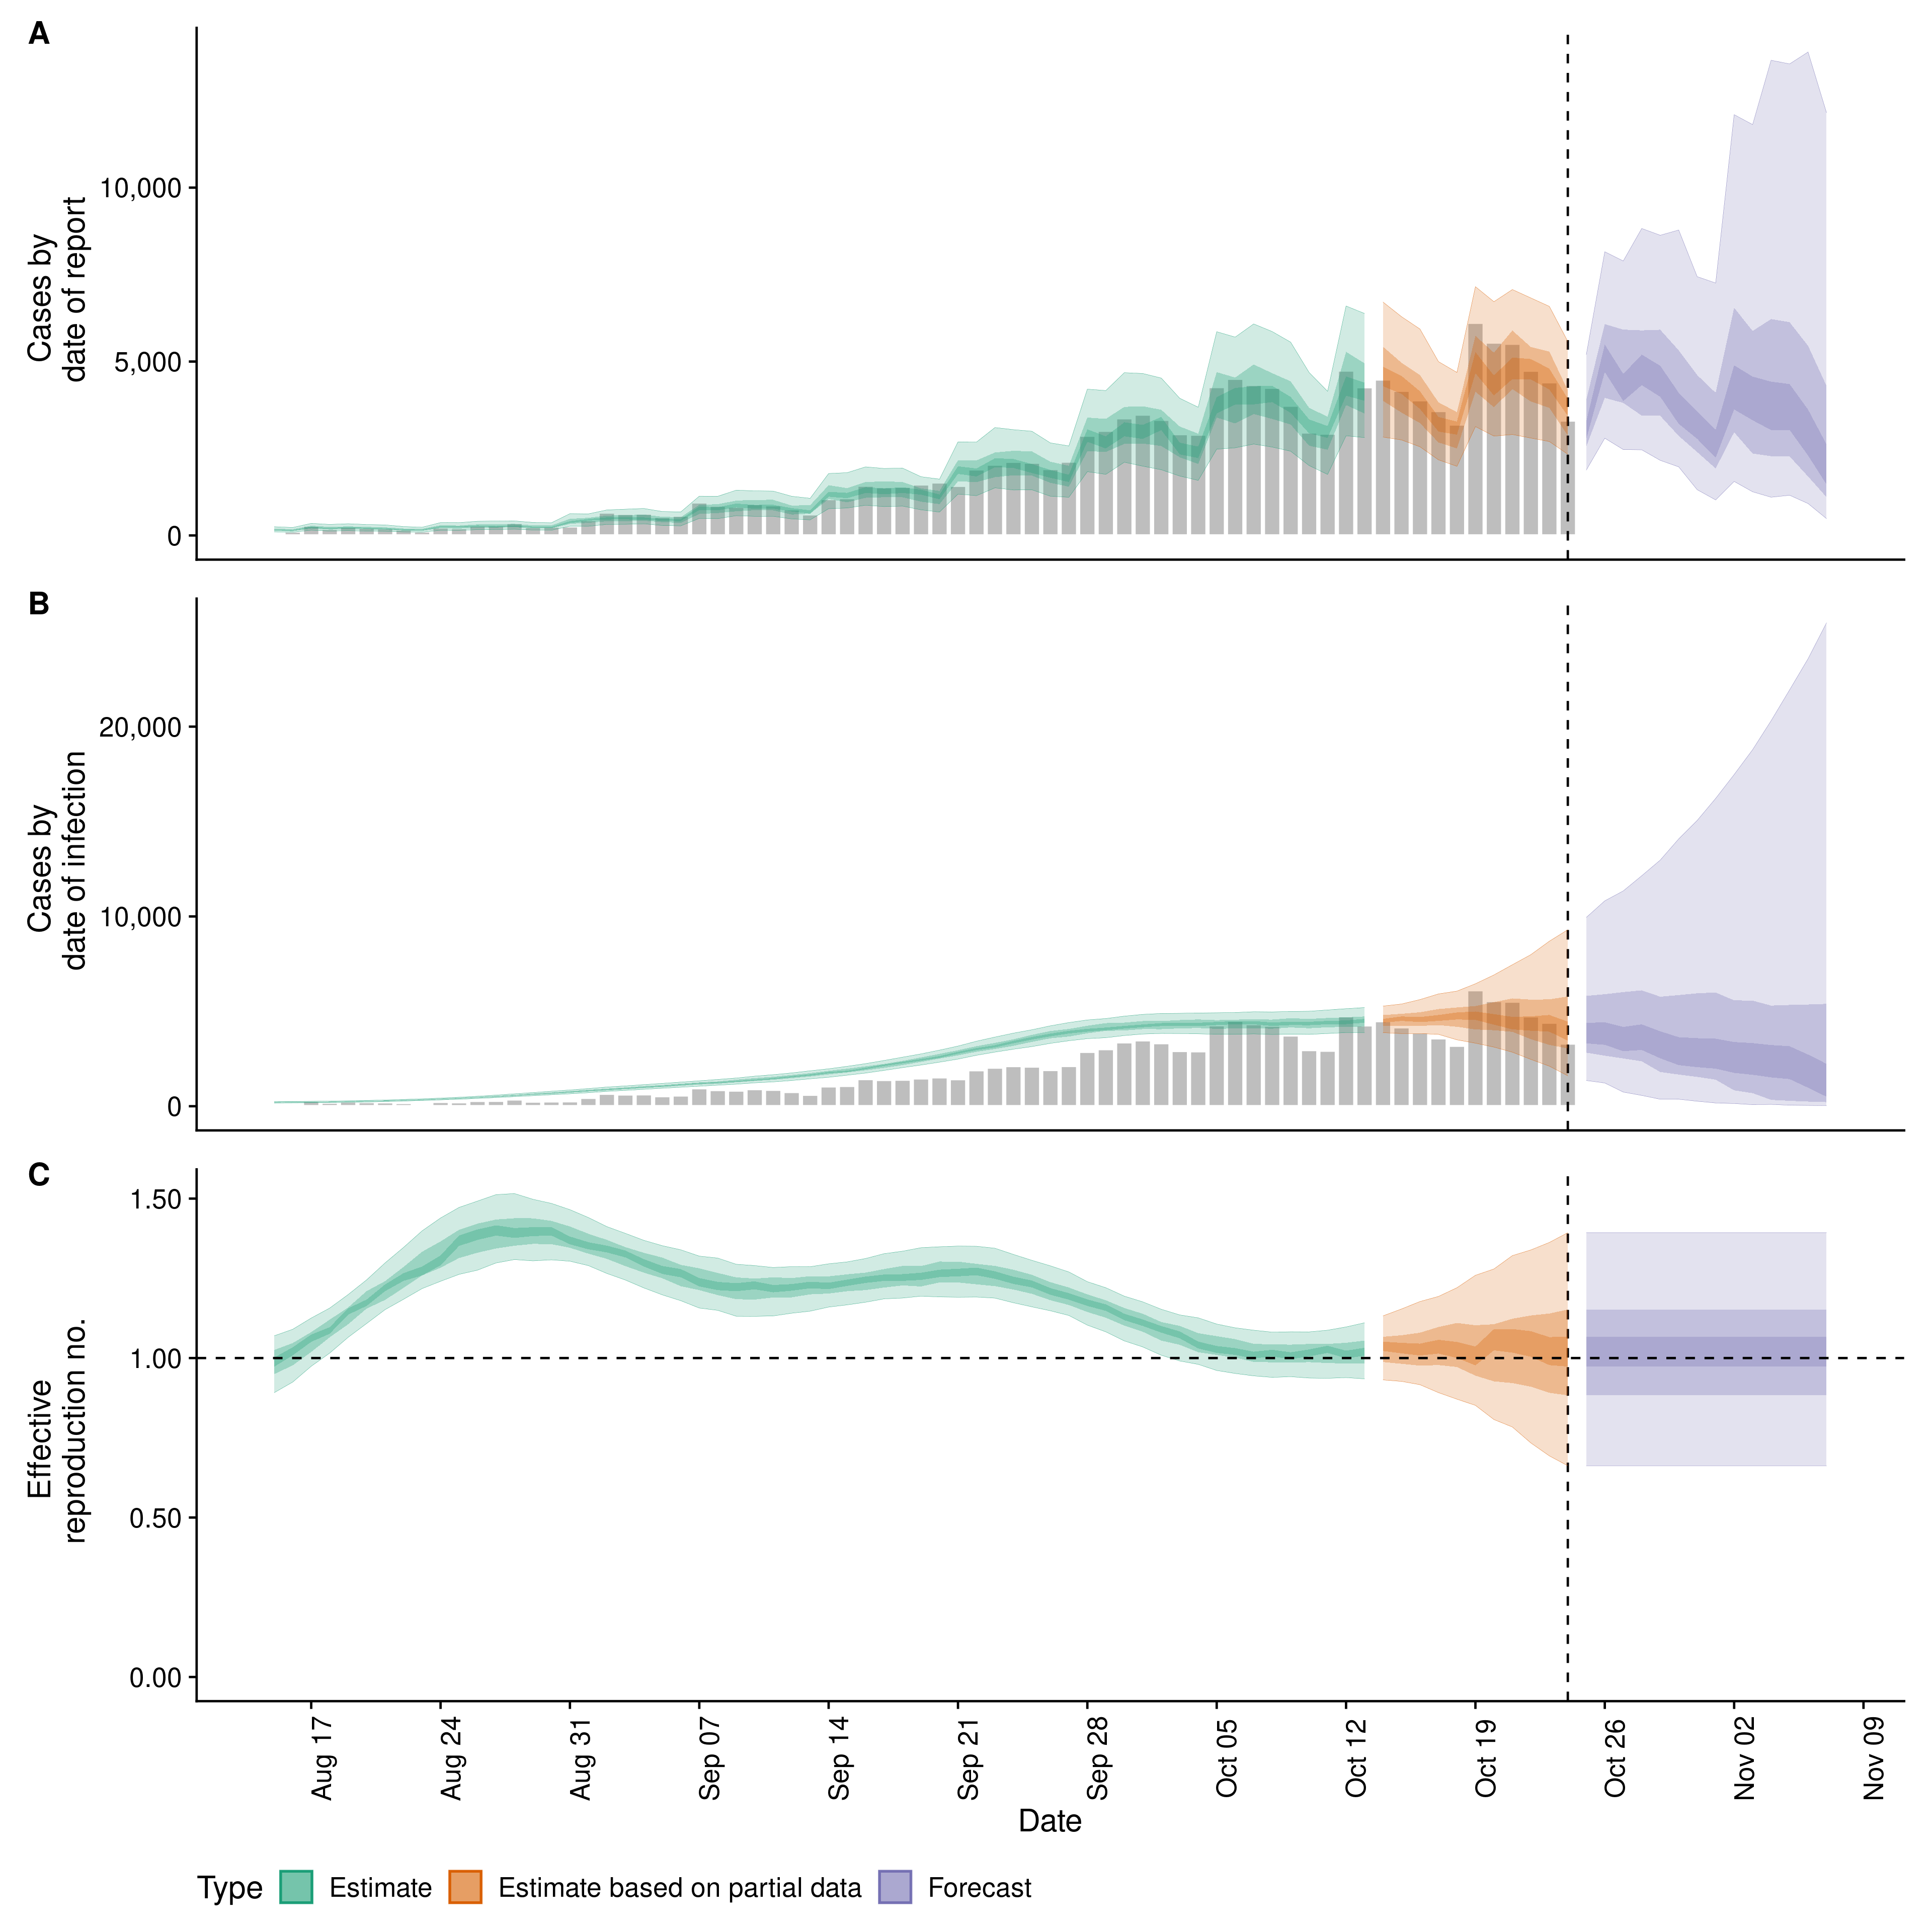 A
Cases by
date of report
10,000
5,000
0
B
Cases by
date of infection
20,000
10,000
0
C
Effective
reproduction no.
1.50
1.00
0.50
0.00
Aug 17
Aug 24
Aug 31
Sep 07
Sep 14
Sep 21
Sep 28
Oct 05
Oct 12
Oct 19
Oct 26
Nov 02
Nov 09
Date
Type Estimate Estimate based on partial data Forecast